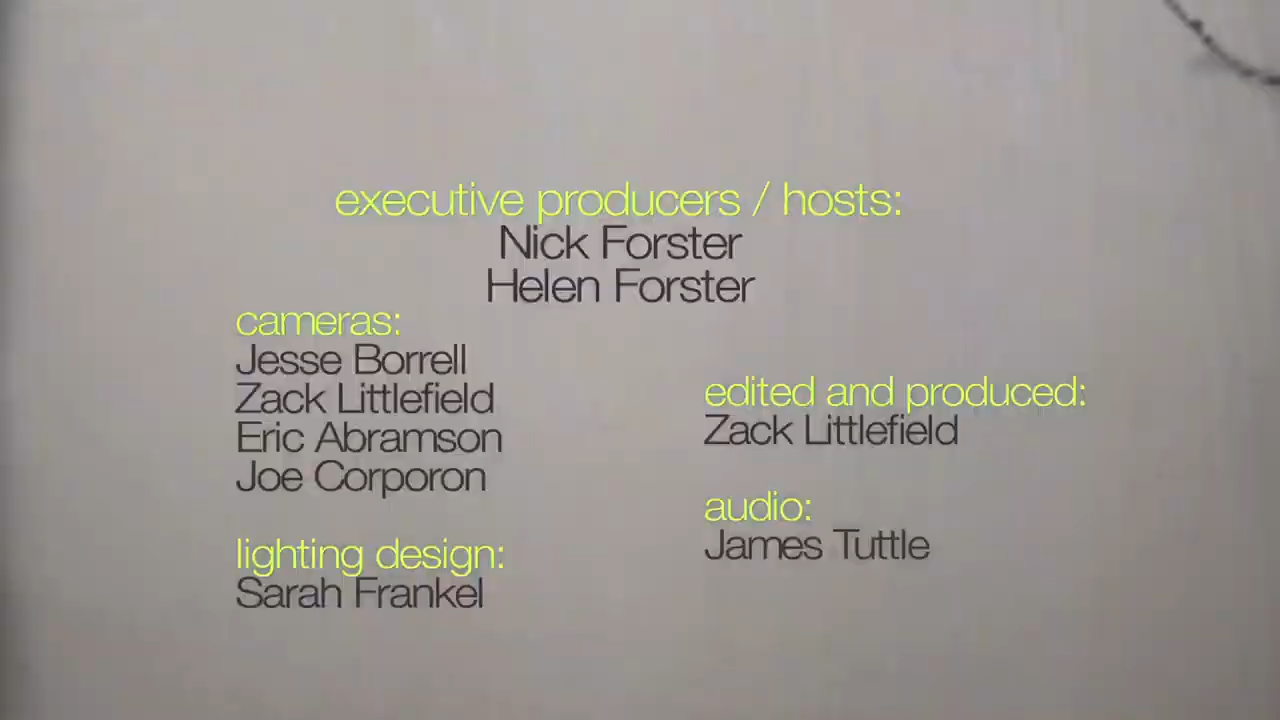 executive producers / hosts:
Nick Forster
Helen Forster
cameras:
Jesse Borrell
Zack Littlefield
Eric Abramson
Joe Corporon
lighting design:
Sarah Frankel
edited and produced:
Zack Littlefield
audio:
James Tuttle